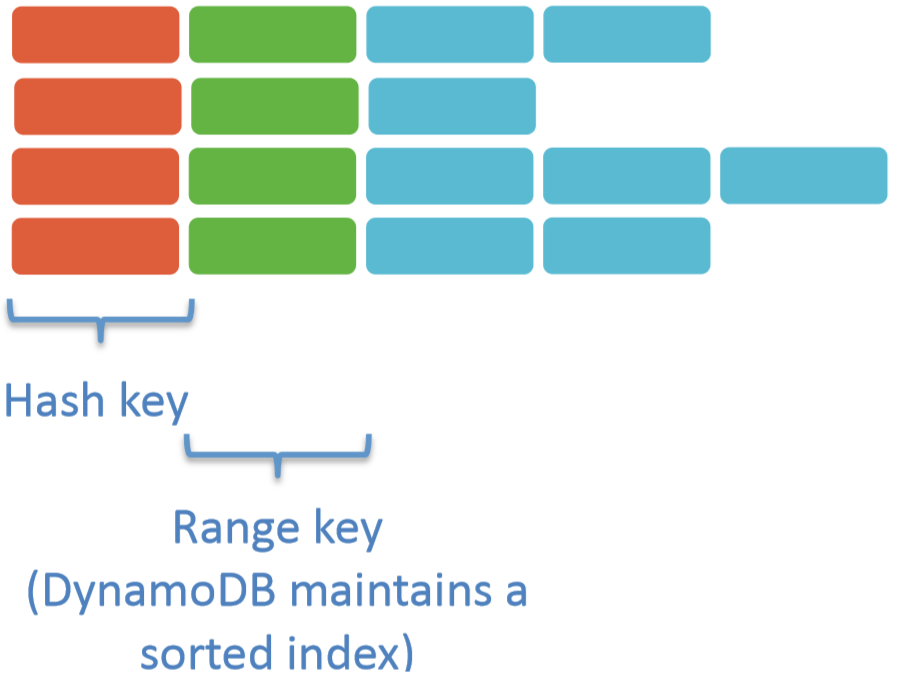 Hash key
Range key
(DynamoDB maintains a
sorted index)